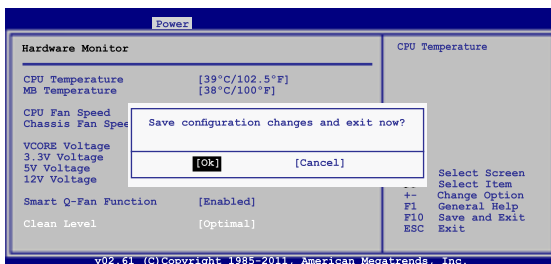 Power
Hardware Monitor
CPU Temperature
CPU Temperature [39°C/102.5°F]
MB Temperature [38°C/100°F]
CPU Fan Speed
Chassis Fan Spee
Save configuration changes and exit now?
[Ok] [Cancel]
VCORE Voltage
3.3V Voltage
5V Voltage
12V Voltage
Smart Q-Fan Function [Enabled]
Clean Level [Optimal]
Select Screen
Select Item
+- Change Option
F1 General Help
F10 Save and Exit
ESC Exit
v02.61 (C)Copyright 1985-2011, American Megatrends, Inc.